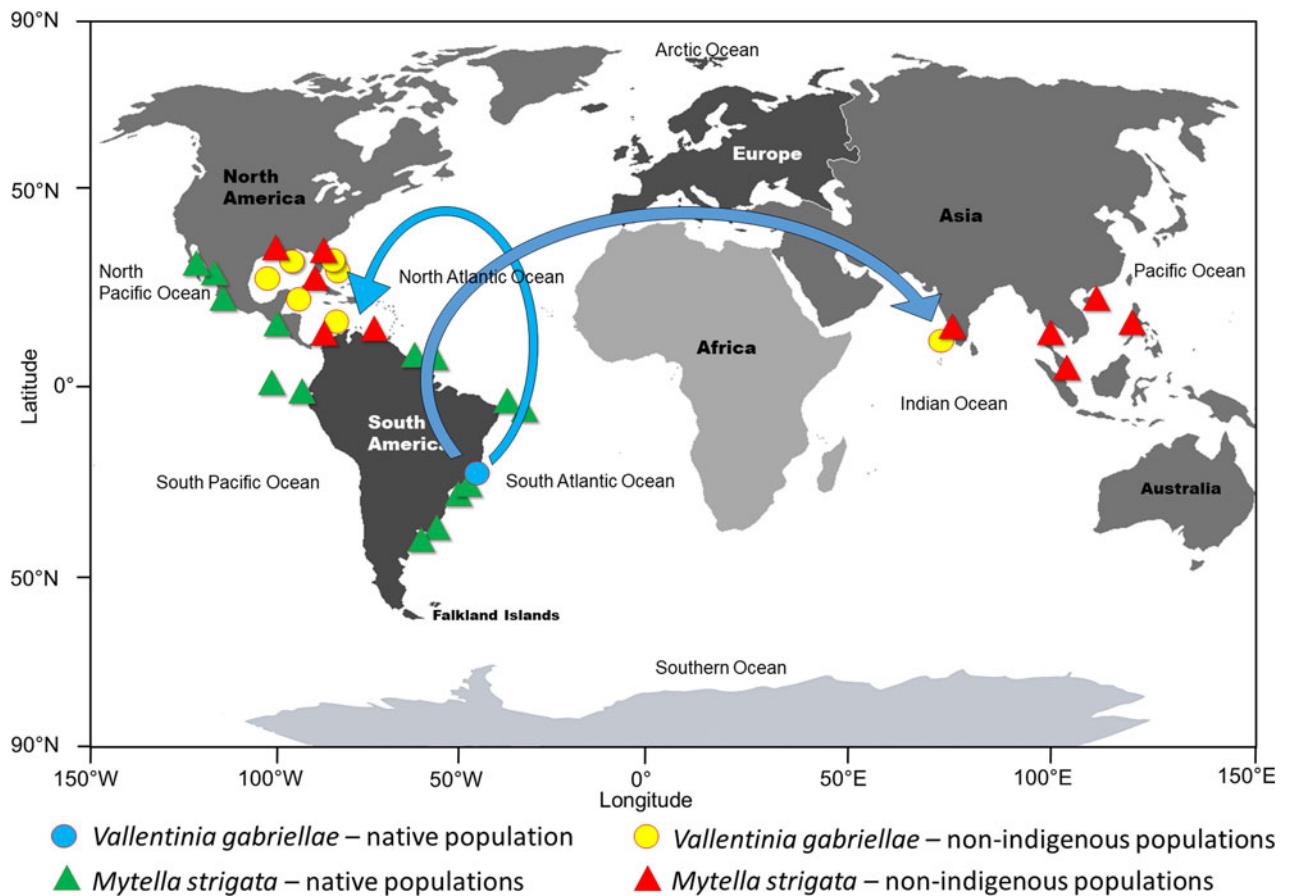 90°N
Arctic Ocean
Europe
50°N
North
America
Asia
North
Pacific Ocean
North Atlantic Ocean
Pacific Ocean
Africa
Latitude
0°
Indian Ocean
South
America
South Pacific Ocean
South Atlantic Ocean
Australia
50°N
Falkland Islands
Southern Ocean
90°N
150°W 100°W 50°W 0° 50°E 100°E 150°E
Longitude
Vallentinia gabriellae – native population
Vallentinia gabriellae – non-indigenous populations
Mytella strigata – native populations
Mytella strigata – non-indigenous populations